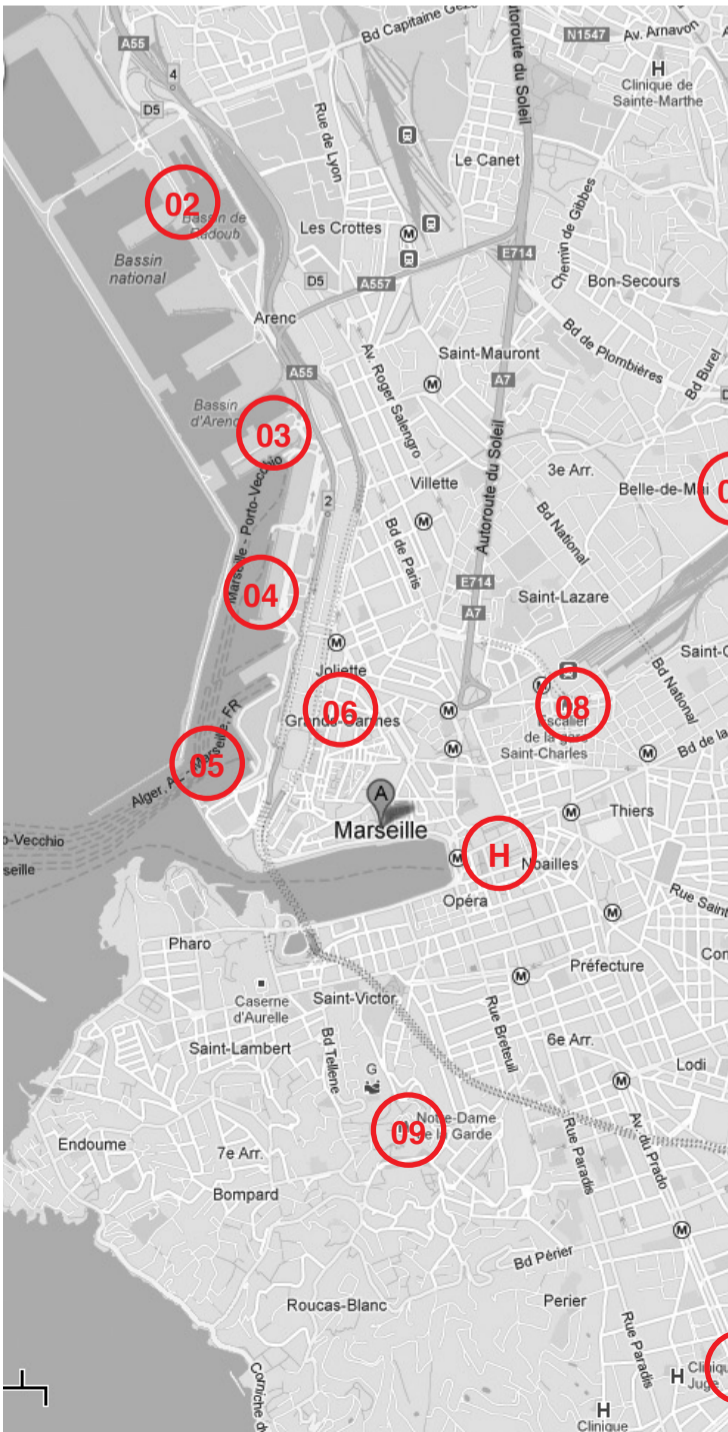 A55
Bd Capitaine Gèze
Autoroute du Soleil
N1547
Av. Arnavon
4
D5
H
Clinique de
Sainte-Marthe
Rue de Lyon
Le Canet
02
Bassin de
Radoub
Les Crottes
M
Chemin de Gibbes
Bassin
national
E714
D5
A557
Bon-Secours
Arenc
Bd de Plombières
Saint-Mauront
A55
Av. Roger Salengro
A7
M
Bd Burel
Bassin
d'Arenc
03
Autoroute du Soleil
3e Arr.
Marseille - Porto-Vecchio
Villette
Belle-de-Mai
2
Bd de Paris
M
Bd National
E714
04
A7
Saint-Lazare
M
Joliette
Bd National
06
Grands-Carmes
M
M
08
Escalier
de la gare
Saint-Charles
M
M
Bd de la
05
Alger,
Marseille, FR
A
Marseille
M
Thiers
o-Vecchio
seille
M
H
Noailles
Opéra
Rue Saint
M
Pharo
Préfecture
M
Caserne
d'Aurelle
Saint-Victor
Rue Breteuil
Saint-Lambert
Bd Tellene
6e Arr.
Lodi
G
M
09
Notre-Dame
de la Garde
Rue Paradis
Av. du Prado
Endoume
7e Arr.
Bompard
M
Bd Périer
Roucas-Blanc
Perier
Rue Paradis
H
Clinique
Juge
Corniche
H
Clinique